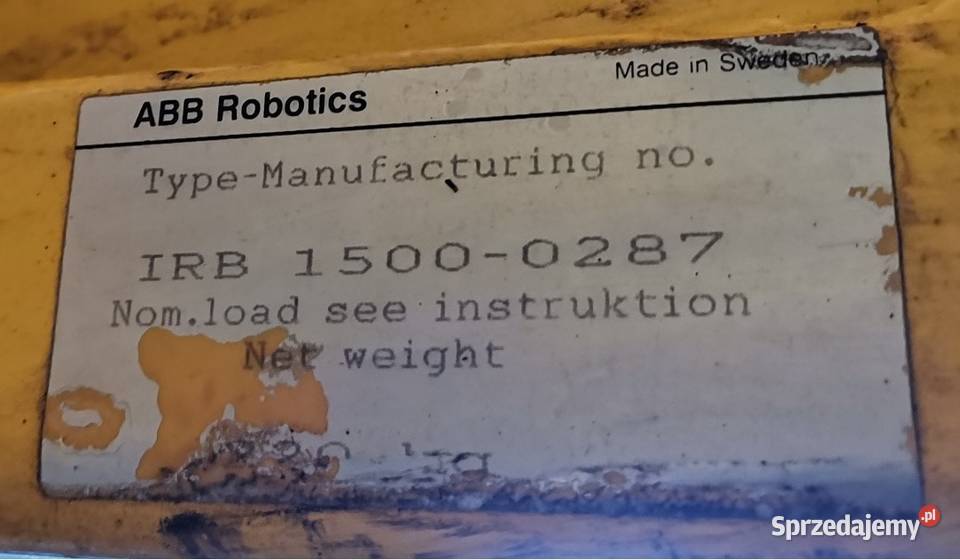 Made in Sweden
ABB Robotics
Type-Manufacturing no.
IRB 1500-0287
Nom.load see instruktion
Net weight
kg
Sprzedajemy.pl